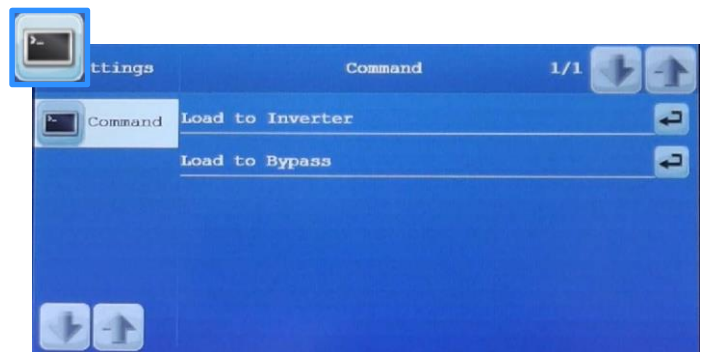 ttings Command 1/1
Command
Load to Inverter
Load to Bypass